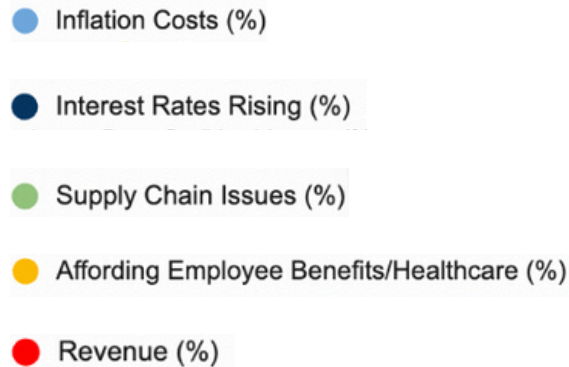 Inflation Costs (%)
Interest Rates Rising (%)
Supply Chain Issues (%)
Affording Employee Benefits/Healthcare (%)
Revenue (%)